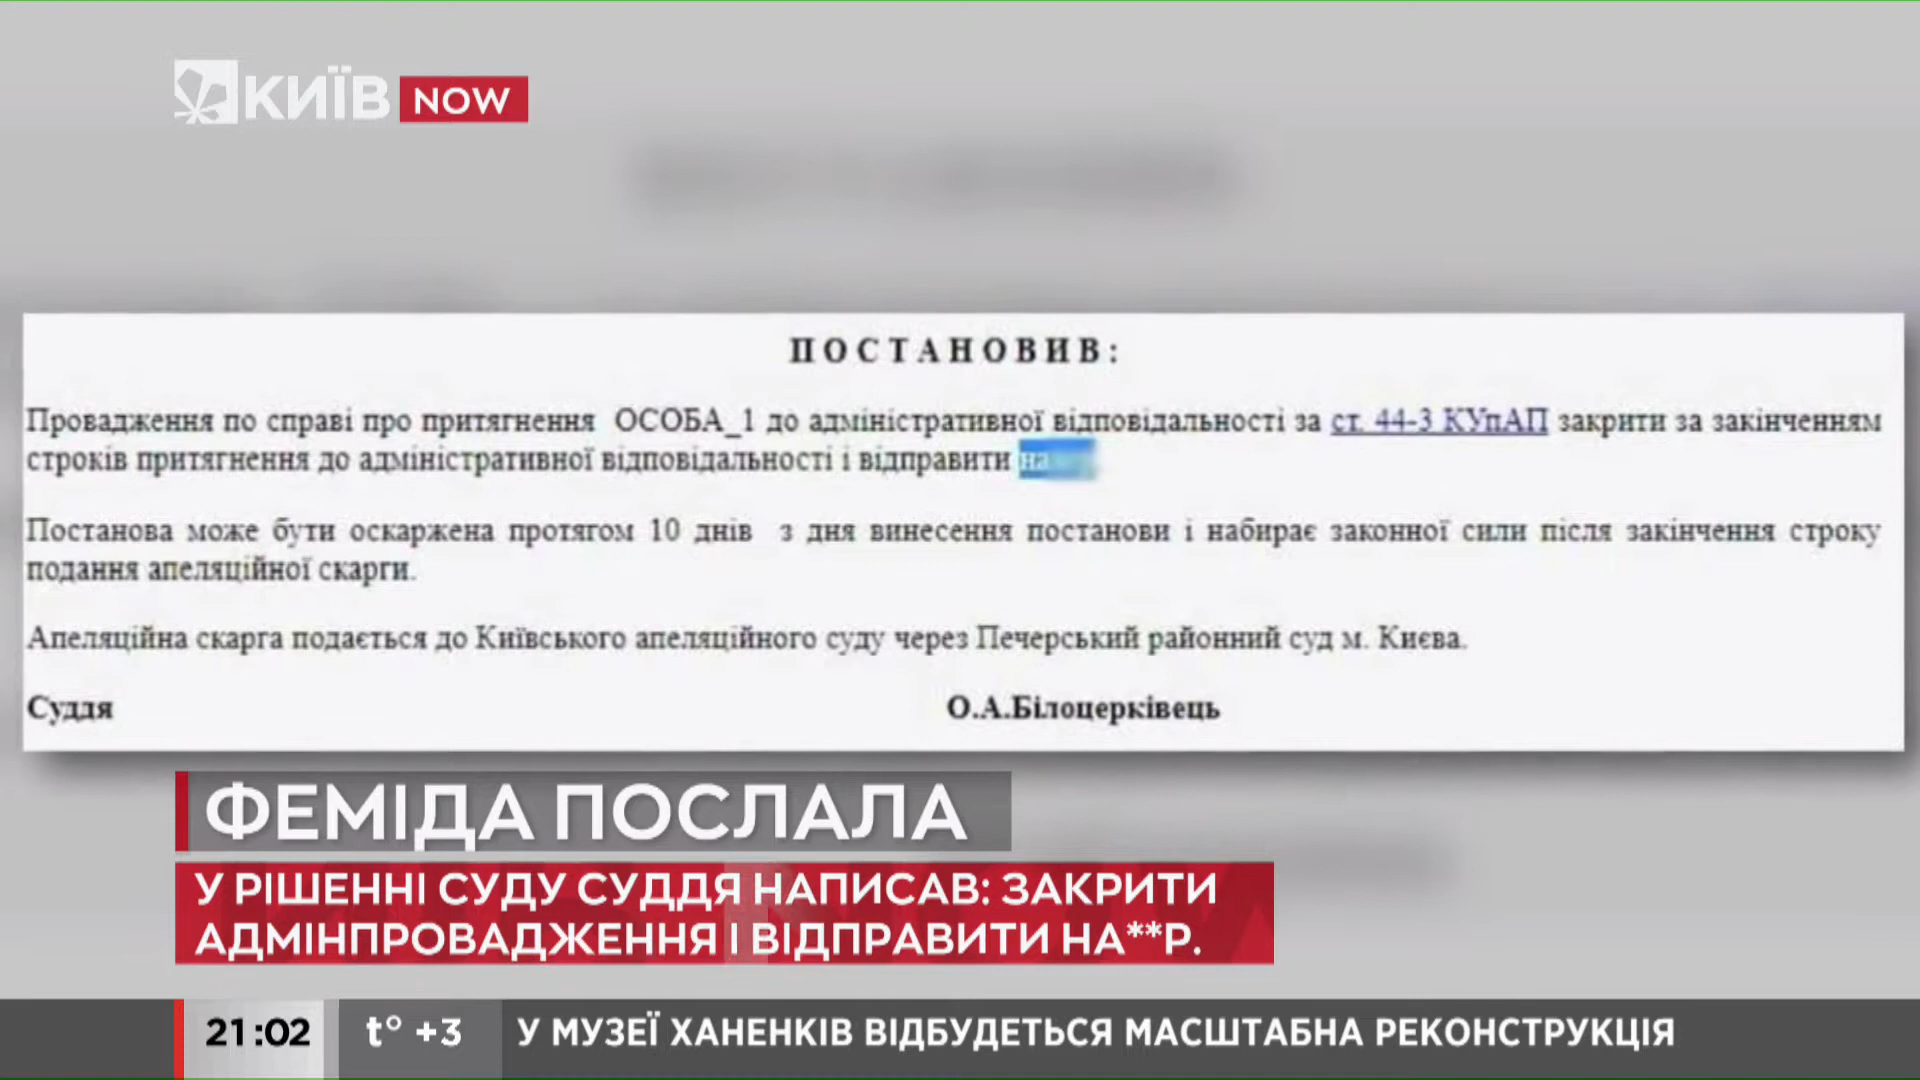 КИЇВ NOW
ПОСТАНОВИВ:
Провадження по справі про притягнення ОСОБА_1 до адміністративної відповідальності за ст. 44-3 КУпАП закрити за закінченням
строків притягнення до адміністративної відповідальності і відправити на
Постанова може бути оскаржена протягом 10 днів з дня винесення постанови і набирає законної сили після закінчення строку
подання апеляційної скарги.
Апеляційна скарга подається до Київського апеляційного суду через Печерський районний суд м. Києва.
Суддя О.А.Білоцерківець
ФЕМІДА ПОСЛАЛА
У РІШЕННІ СУДУ СУДДЯ НАПИСАВ: ЗАКРИТИ
АДМІНПРОВАДЖЕННЯ І ВІДПРАВИТИ НА**Р.
21:02 t° +3 У МУЗЕЇ ХАНЕНКІВ ВІДБУДЕТЬСЯ МАСШТАБНА РЕКОНСТРУКЦІЯ